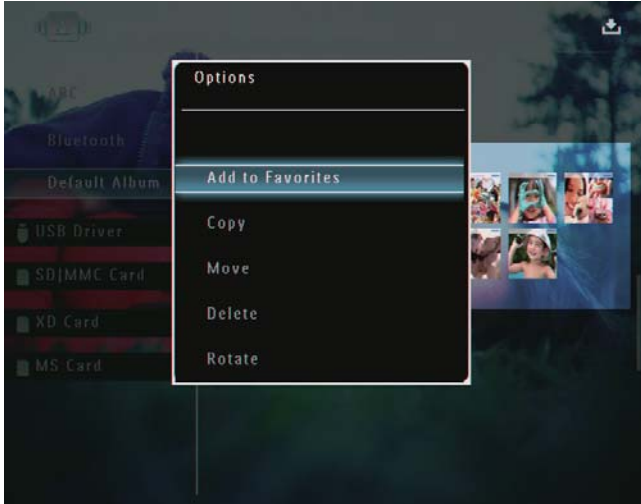 Options
ABC
Bluetooth
Add to Favorites
Default Album
Copy
USB Driver
Move
SD|MMC Card
Delete
XD Card
Rotate
MS Card